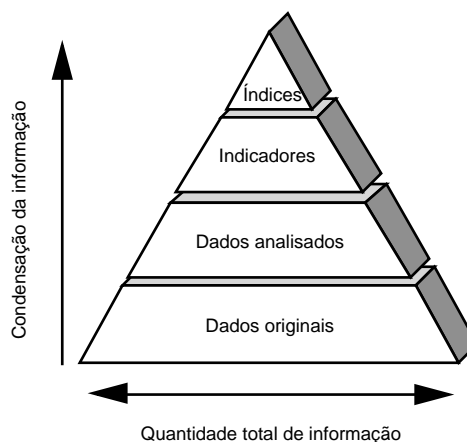 Índices
Indicadores
Dados analisados
Dados originais
Condensação da informação
Quantidade total de informação